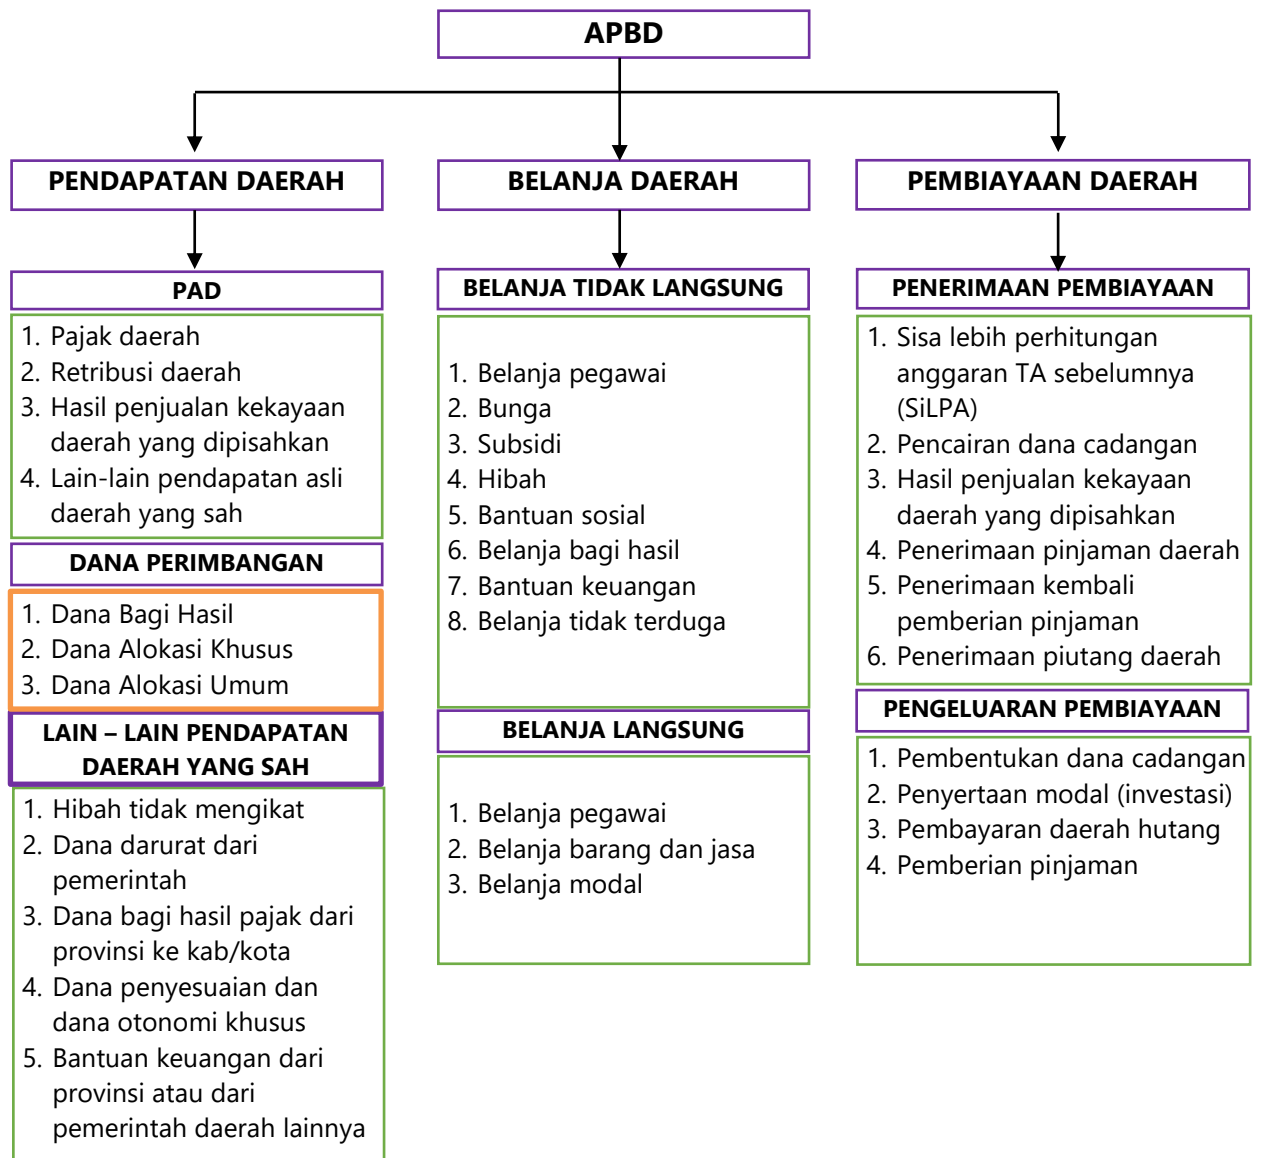 APBD
PENDAPATAN DAERAH
PAD
1. Pajak daerah
2. Retribusi daerah
3. Hasil penjualan kekayaan
daerah yang dipisahkan
4. Lain-lain pendapatan asli
daerah yang sah
DANA PERIMBANGAN
1. Dana Bagi Hasil
2. Dana Alokasi Khusus
3. Dana Alokasi Umum
LAIN – LAIN PENDAPATAN
DAERAH YANG SAH
1. Hibah tidak mengikat
2. Dana darurat dari
pemerintah
3. Dana bagi hasil pajak dari
provinsi ke kab/kota
4. Dana penyesuaian dan
dana otonomi khusus
5. Bantuan keuangan dari
provinsi atau dari
pemerintah daerah lainnya
BELANJA DAERAH
BELANJA TIDAK LANGSUNG
1. Belanja pegawai
2. Bunga
3. Subsidi
4. Hibah
5. Bantuan sosial
6. Belanja bagi hasil
7. Bantuan keuangan
8. Belanja tidak terduga
BELANJA LANGSUNG
1. Belanja pegawai
2. Belanja barang dan jasa
3. Belanja modal
PEMBIAYAAN DAERAH
PENERIMAAN PEMBIAYAAN
1. Sisa lebih perhitungan
anggaran TA sebelumnya
(SiLPA)
2. Pencairan dana cadangan
3. Hasil penjualan kekayaan
daerah yang dipisahkan
4. Penerimaan pinjaman daerah
5. Penerimaan kembali
pemberian pinjaman
6. Penerimaan piutang daerah
PENGELUARAN PEMBIAYAAN
1. Pembentukan dana cadangan
2. Penyertaan modal (investasi)
3. Pembayaran daerah hutang
4. Pemberian pinjaman